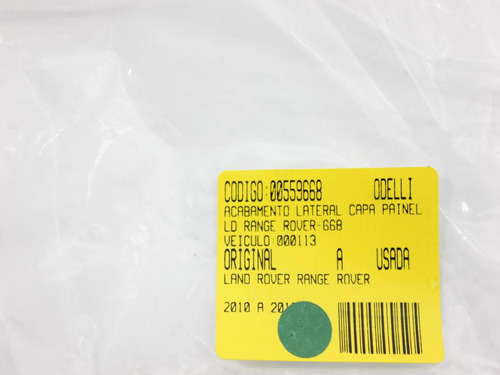 CODIGO:00559668 ODELLI
ACABAMENTO LATERAL CAPA PAINEL
LD RANGE ROVER-668
VEICULO:000113
ORIGINAL A USADA
LAND ROVER RANGE ROVER
2010 A